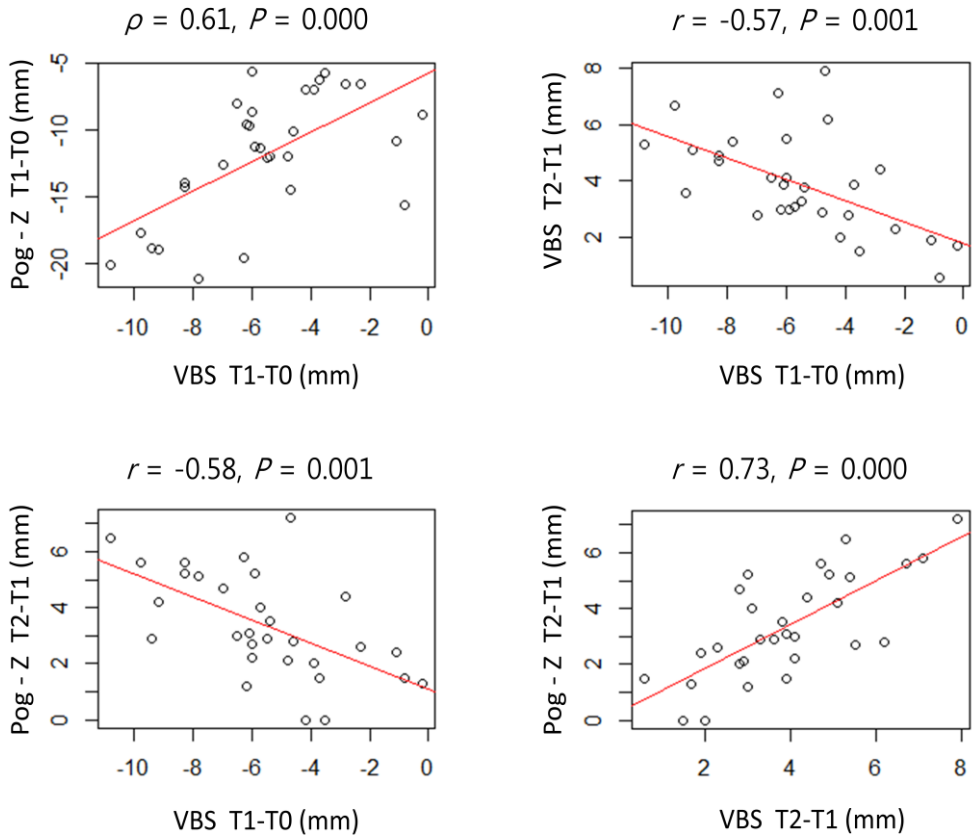 ρ = 0.61, P = 0.000
Pog - Z T1-T0 (mm)
-5
-10
-15
-20
-10 -8 -6 -4 -2 0
VBS T1-T0 (mm)
r = -0.57, P = 0.001
VBS T2-T1 (mm)
8
6
4
2
-10 -8 -6 -4 -2 0
VBS T1-T0 (mm)
r = -0.58, P = 0.001
Pog - Z T2-T1 (mm)
6
4
2
0
-10 -8 -6 -4 -2 0
VBS T1-T0 (mm)
r = 0.73, P = 0.000
Pog - Z T2-T1 (mm)
6
4
2
0
2 4 6 8
VBS T2-T1 (mm)